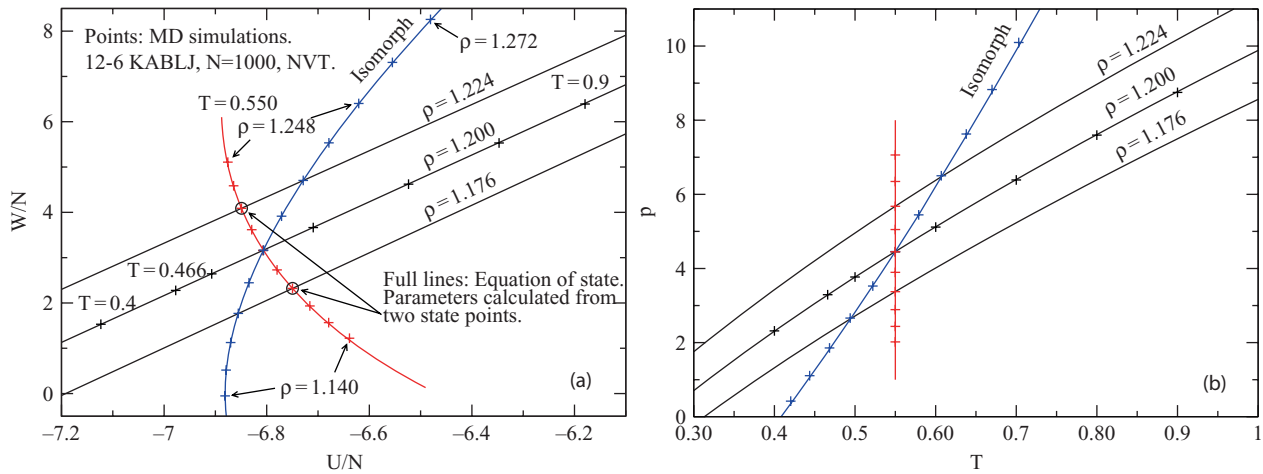 Points: MD simulations.
12-6 KABLJ, N=1000, NVT.
Isomorph
ρ=1.272
T=0.550
ρ=1.248
ρ=1.224
T=0.9
ρ=1.200
ρ=1.176
T=0.466
T=0.4
Full lines: Equation of state.
Parameters calculated from
two state points.
ρ=1.140
(a)
8
6
4
2
0
W/N
−7.2
−7
−6.8
−6.6
−6.4
−6.2
U/N
Isomorph
ρ=1.224
ρ=1.200
ρ=1.176
(b)
10
8
6
4
2
0
p
0.30
0.4
0.5
0.6
0.7
0.8
0.9
1
T